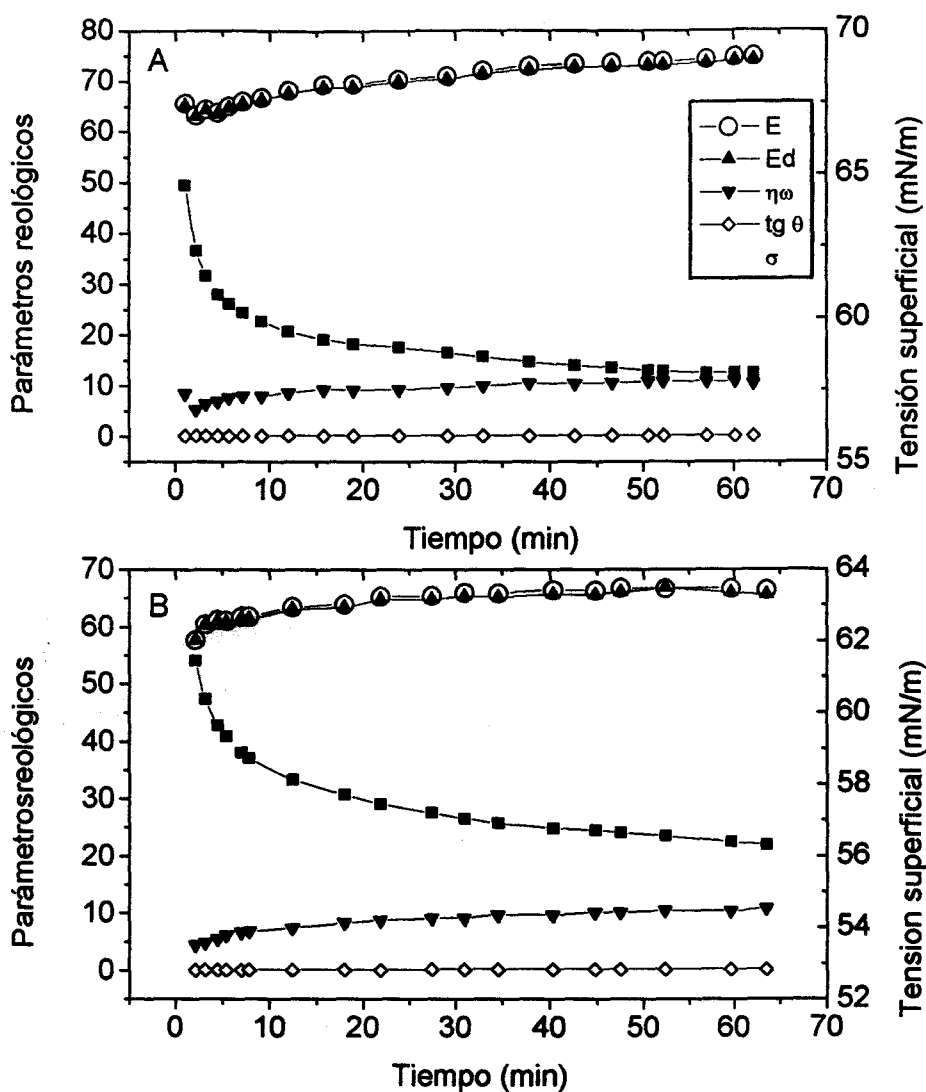 A
80
70
60
50
40
30
20
10
0
Parámetros reológicos
70
65
60
55
Tensión superficial (mN/m)
E
Ed
ηω
tg θ
σ
0 10 20 30 40 50 60 70
Tiempo (min)
B
70
60
50
40
30
20
10
0
Parámetrosreológicos
64
62
60
58
56
54
52
Tension superficial (mN/m)
0 10 20 30 40 50 60 70
Tiempo (min)